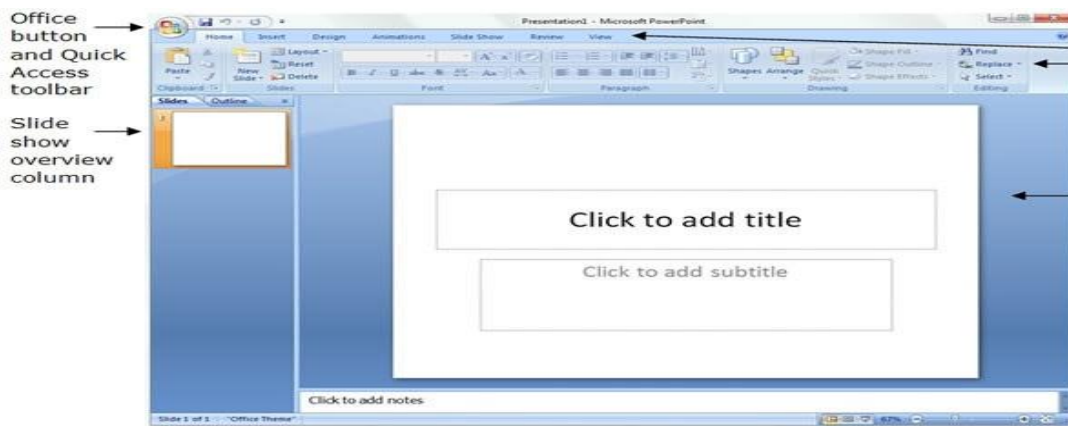 Office
button
and Quick
Access
toolbar
Slide
show
overview
column
Presentation1 - Microsoft PowerPoint
Home Insert Design Animations Slide Show Review View
Paste
New
Slide
Layout
Reset
Delete
Shapes Arrange Quick
Styles
Shape Fill
Shape Outline
Shape Effects
Find
Replace
Select
Clipboard Slides Font Paragraph Drawing Editing
Slides Outline
1
Click to add title
Click to add subtitle
Click to add notes
Slide 1 of 1 "Office Theme" 67%